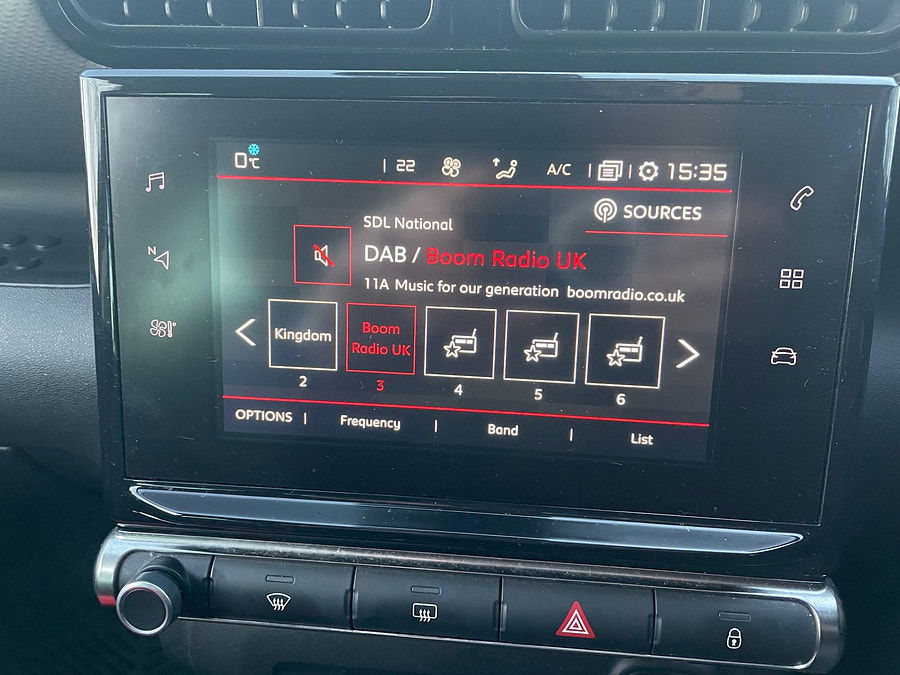 0°C 22 A/C 15:35
SOURCES
SDL National
DAB / Boom Radio UK
11A Music for our generation boomradio.co.uk
Kingdom
Boom
Radio UK
2 3 4 5 6
OPTIONS Frequency Band List
N